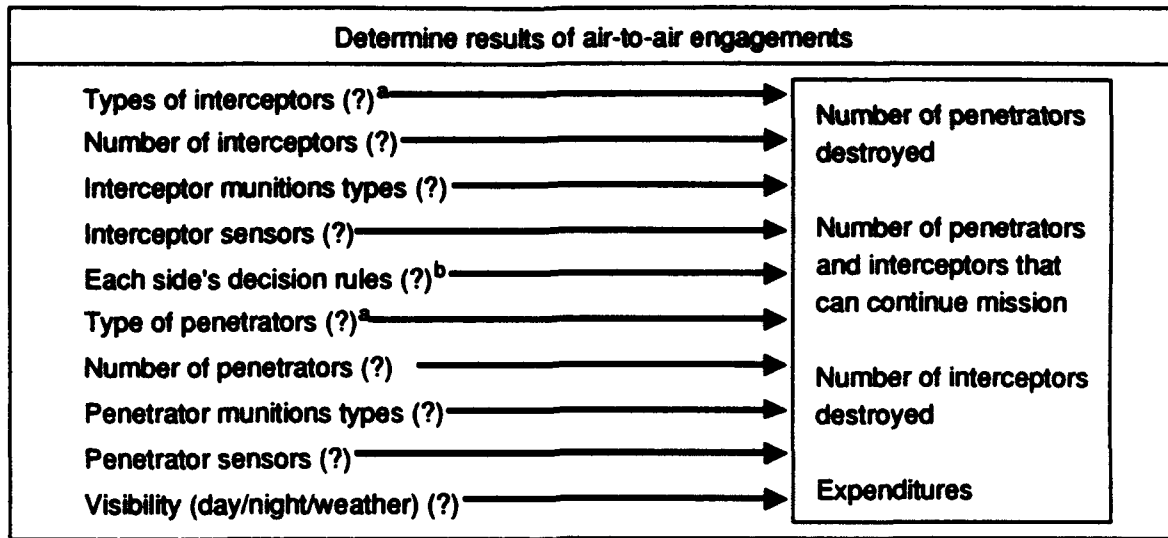 Determine results of air-to-air engagements
Types of interceptors (?)a
Number of interceptors (?)
Interceptor munitions types (?)
Interceptor sensors (?)
Each side's decision rules (?)b
Type of penetrators (?)a
Number of penetrators (?)
Penetrator munitions types (?)
Penetrator sensors (?)
Visibility (day/night/weather) (?)
Number of penetrators
destroyed
Number of penetrators
and interceptors that
can continue mission
Number of interceptors
destroyed
Expenditures